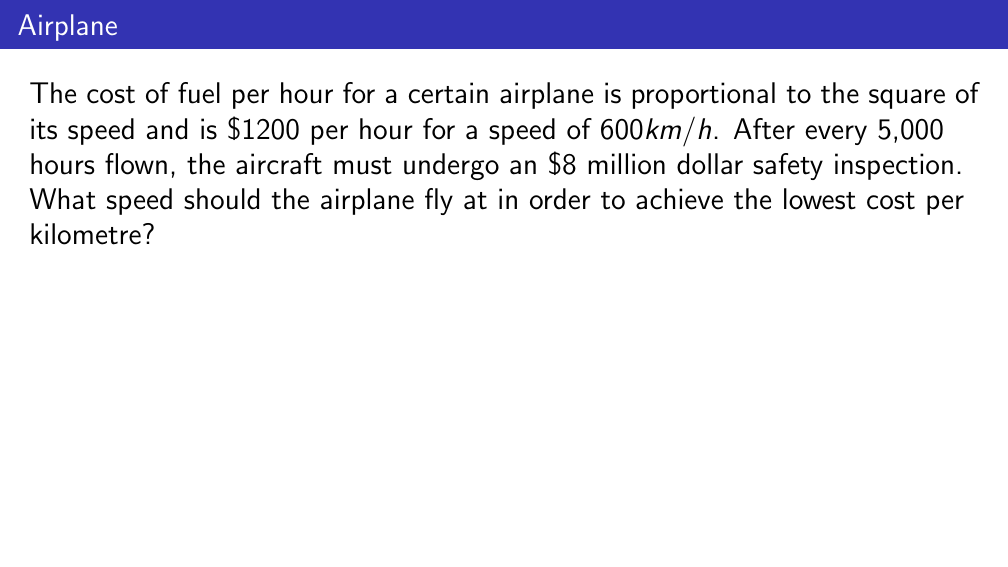 Airplane
The cost of fuel per hour for a certain airplane is proportional to the square of
its speed and is $1200 per hour for a speed of 600km/h. After every 5,000
hours flown, the aircraft must undergo an $8 million dollar safety inspection.
What speed should the airplane fly at in order to achieve the lowest cost per
kilometre?